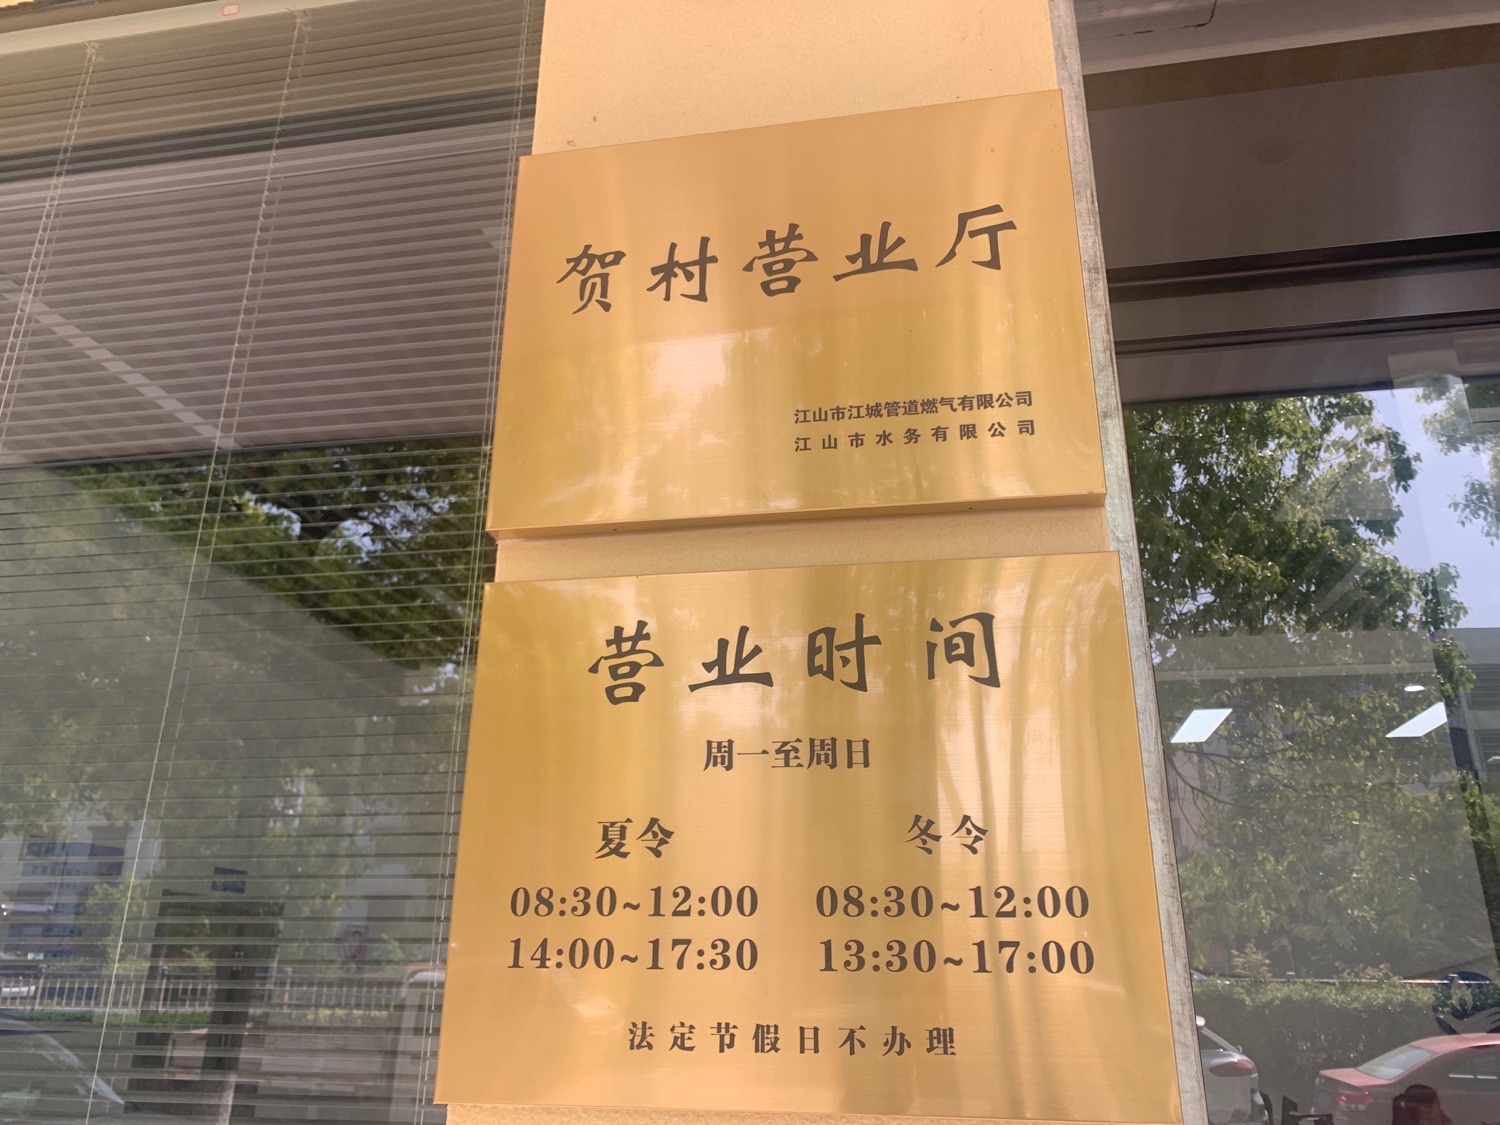 贺村营业厅
江山市江城管道燃气有限公司
江山市水务有限公司
营业时间
周一至周日
夏令 冬令
08:30~12:00 08:30~12:00
14:00~17:30 13:30~17:00
法定节假日不办理